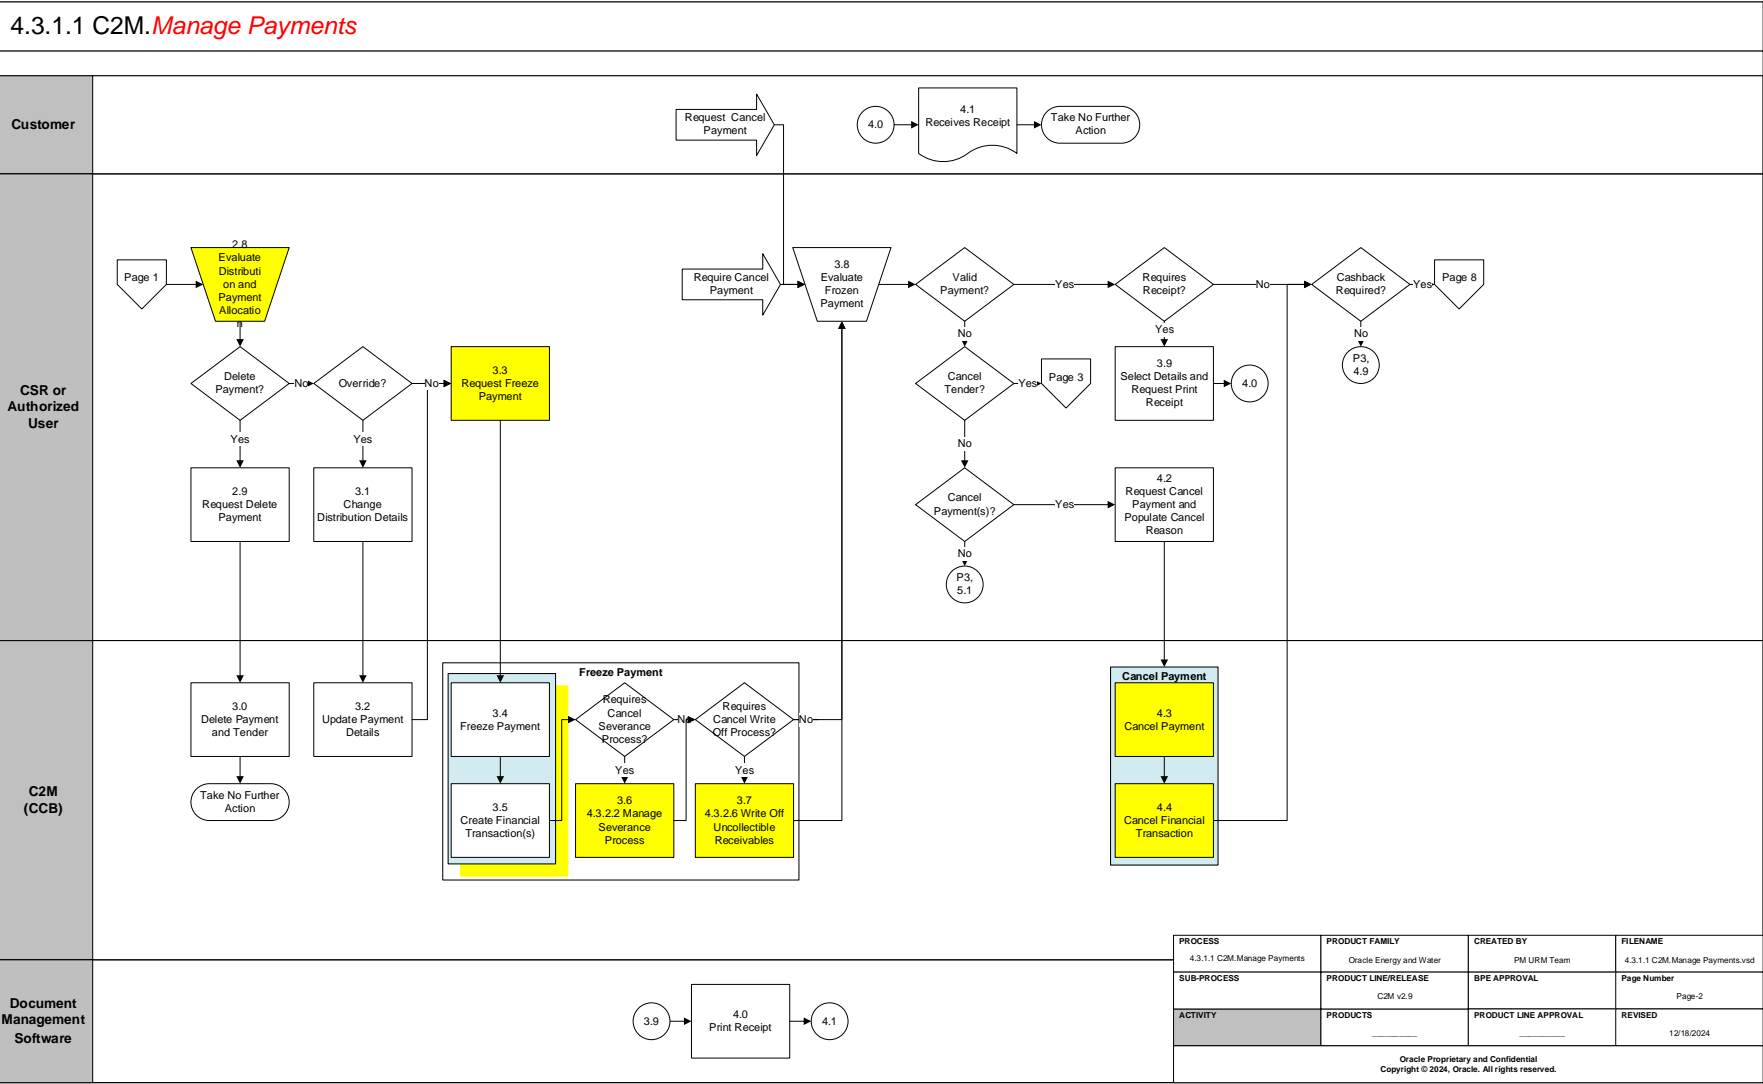 4.3.1.1 C2M.Manage Payments
Customer
Request Cancel
Payment
4.0
4.1
Receives Receipt
Take No Further
Action
CSR or
Authorized
User
Page 1
2.8
Evaluate
Distributi
on and
Payment
Allocatio
n
Require Cancel
Payment
3.8
Evaluate
Frozen
Payment
Valid
Payment?
Yes
Requires
Receipt?
No
Cashback
Required?
Yes
Page 8
No
Yes
No
Delete
Payment?
No
Override?
No
3.3
Request Freeze
Payment
Cancel
Tender?
Yes
Page 3
3.9
Select Details and
Request Print
Receipt
4.0
P3,
4.9
Yes
Yes
No
2.9
Request Delete
Payment
3.1
Change
Distribution Details
Cancel
Payment(s)?
Yes
4.2
Request Cancel
Payment and
Populate Cancel
Reason
No
P3,
5.1
C2M
(CCB)
3.0
Delete Payment
and Tender
Take No Further
Action
3.2
Update Payment
Details
Freeze Payment
3.4
Freeze Payment
3.5
Create Financial
Transaction(s)
Requires
Cancel
Severance
Process?
No
Requires
Cancel Write
Off Process?
No
Yes
Yes
3.6
4.3.2.2 Manage
Severance
Process
3.7
4.3.2.6 Write Off
Uncollectible
Receivables
Cancel Payment
4.3
Cancel Payment
4.4
Cancel Financial
Transaction
Document
Management
Software
3.9
4.0
Print Receipt
4.1
PROCESS
4.3.1.1 C2M.Manage Payments
PRODUCT FAMILY
Oracle Energy and Water
CREATED BY
PM URM Team
FILENAME
4.3.1.1 C2M.Manage Payments.vsd
SUB-PROCESS
PRODUCT LINE/RELEASE
C2M v2.9
BPE APPROVAL
Page Number
Page-2
ACTIVITY
PRODUCTS
PRODUCT LINE APPROVAL
REVISED
12/18/2024
Oracle Proprietary and Confidential
Copyright © 2024, Oracle. All rights reserved.